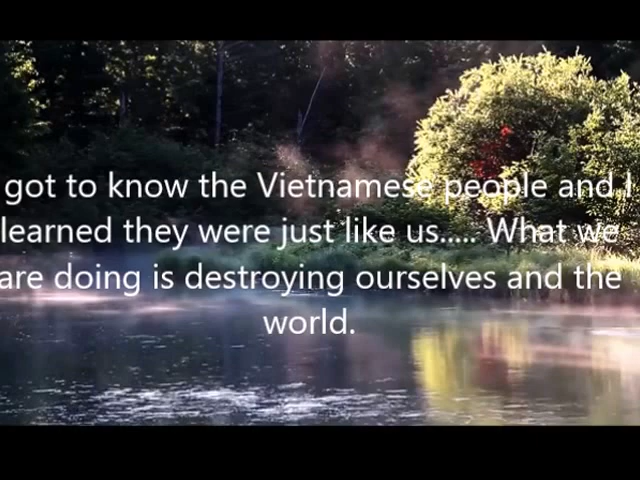 got to know the Vietnamese people and I
learned they were just like us..... What we
are doing is destroying ourselves and the
world.